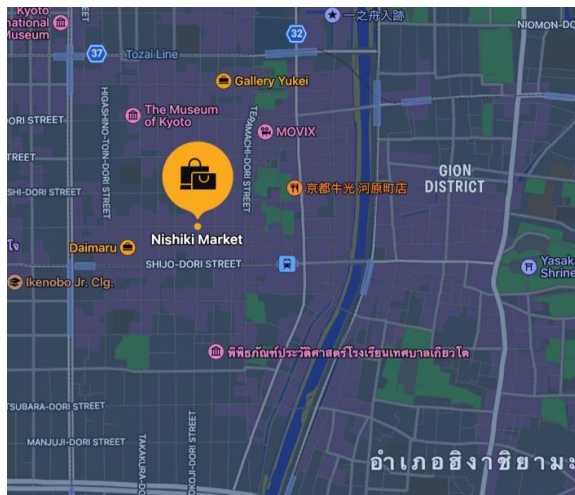 Kyoto
national
Museum
37
Tozai Line
32
一之舟入跡
NIOMON-DO
Gallery Yukei
HIGASHINO-TOIN-DORI STREET
The Museum
of Kyoto
TERAMACHI-DORI STREET
MOVIX
ORI STREET
TREET
SHI-DORI STREET
GION
DISTRICT
京都牛光 河原町店
Nishiki Market
Daimaru
โจ
SHIJO-DORI STREET
Yasak
Shrine
Ikenobo Jr. Clg.
พิพิธภัณฑ์ประวัติศาสตร์โรงเรียนเทศบาลเกียวโต
TSUBARA-DORI STREET
MANJUJI-DORI STREET
TAKAKURA-D
OKOJI-DORI STREET
อำเภอฮิงาชิยามะ